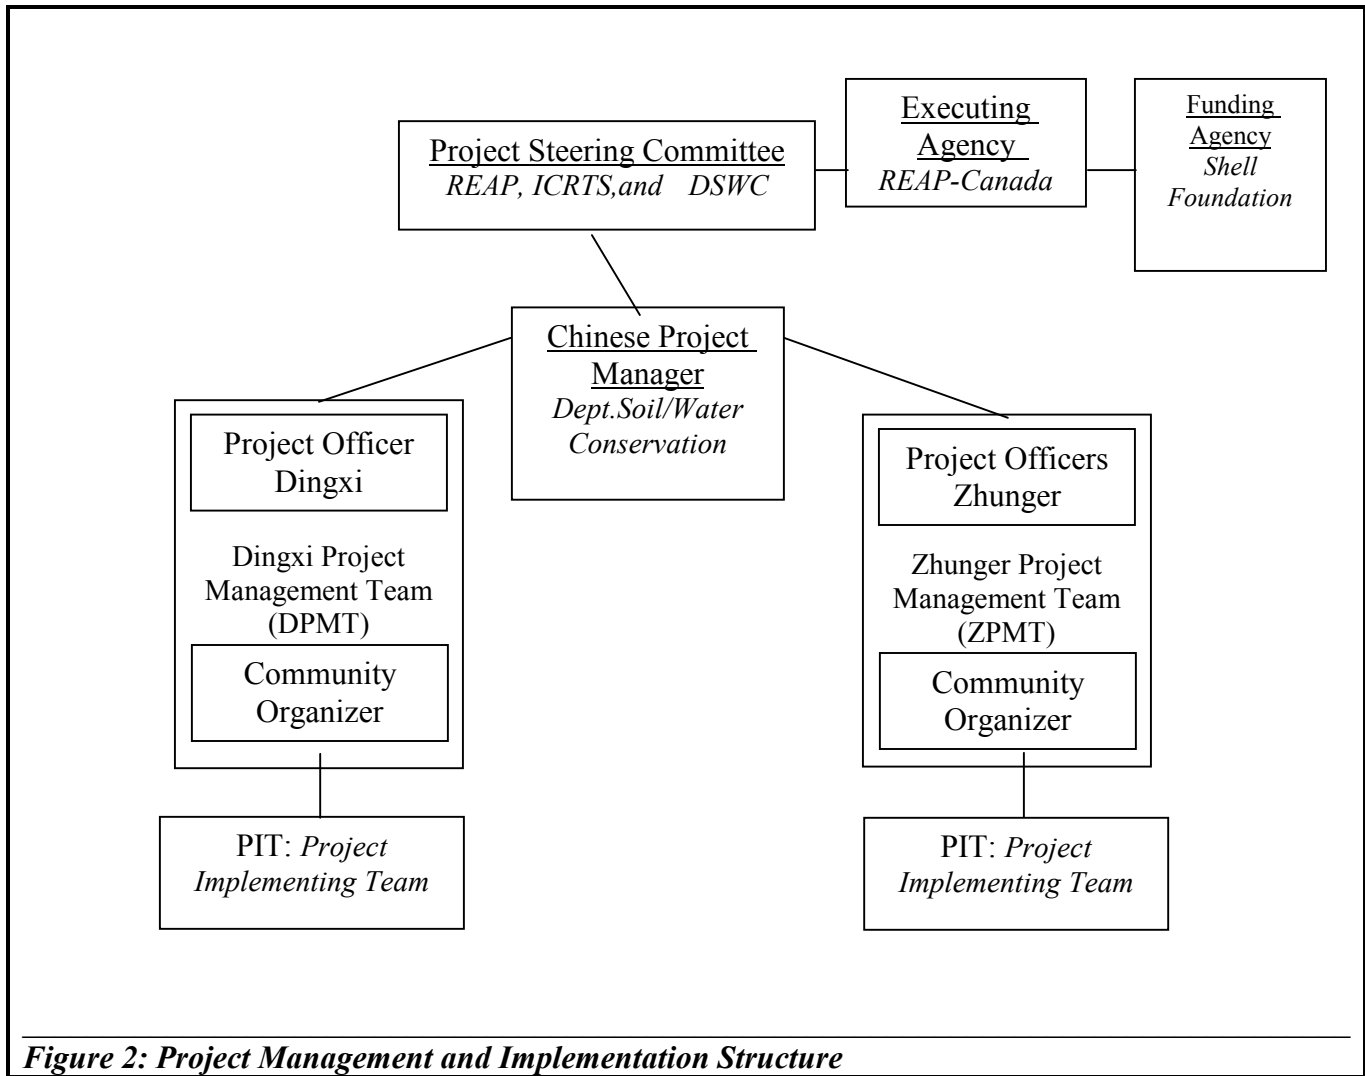 Project Steering Committee
REAP, ICRTS,and DSWC
Executing
Agency
REAP-Canada
Funding
Agency
Shell
Foundation
Chinese Project
Manager
Dept.Soil/Water
Conservation
Project Officer
Dingxi
Dingxi Project
Management Team
(DPMT)
Community
Organizer
PIT: Project
Implementing Team
Project Officers
Zhunger
Zhunger Project
Management Team
(ZPMT)
Community
Organizer
PIT: Project
Implementing Team
Figure 2: Project Management and Implementation Structure